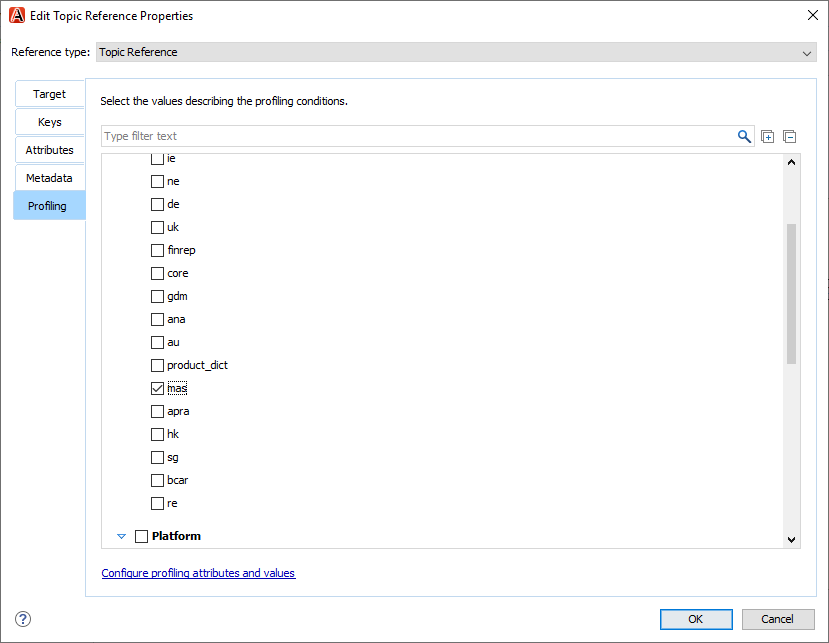 Edit Topic Reference Properties
Reference type: Topic Reference
Target
Keys
Attributes
Metadata
Profiling
Select the values describing the profiling conditions.
Type filter text
ie
ne
de
uk
finrep
core
gdm
ana
au
product_dict
mas
apra
hk
sg
bcar
re
Platform
Configure profiling attributes and values
?
OK
Cancel